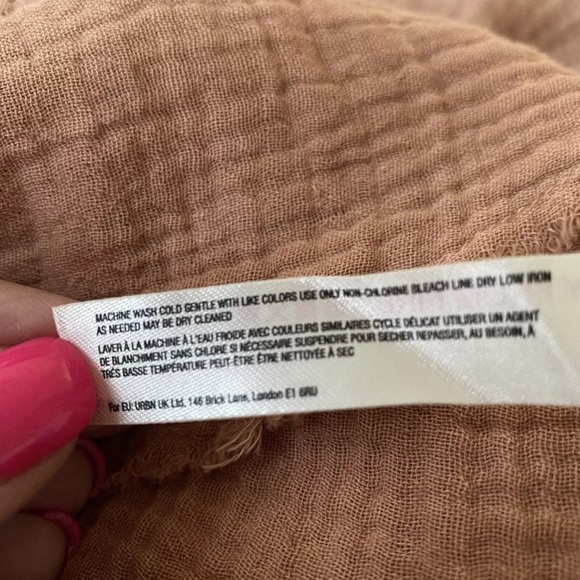 MACHINE WASH COLD GENTLE WITH LIKE COLORS USE ONLY NON-CHLORINE BLEACH LINE DRY LOW IRON
AS NEEDED MAY BE DRY CLEANED
LAVER À LA MACHINE À L'EAU FROIDE AVEC COULEURS SIMILAIRES CYCLE DÉLICAT UTILISER UN AGENT
DE BLANCHIMENT SANS CHLORE SI NÉCESSAIRE SUSPENDRE POUR SECHER REPASSER, AU BESOIN, À
TRÉS BASSE TEMPÉRATURE PEUT-ÊTRE ÊTRE NETTOYÉE À SEC
For EU: URBN UK Ltd. 146 Brick Lane, London E1 6RU